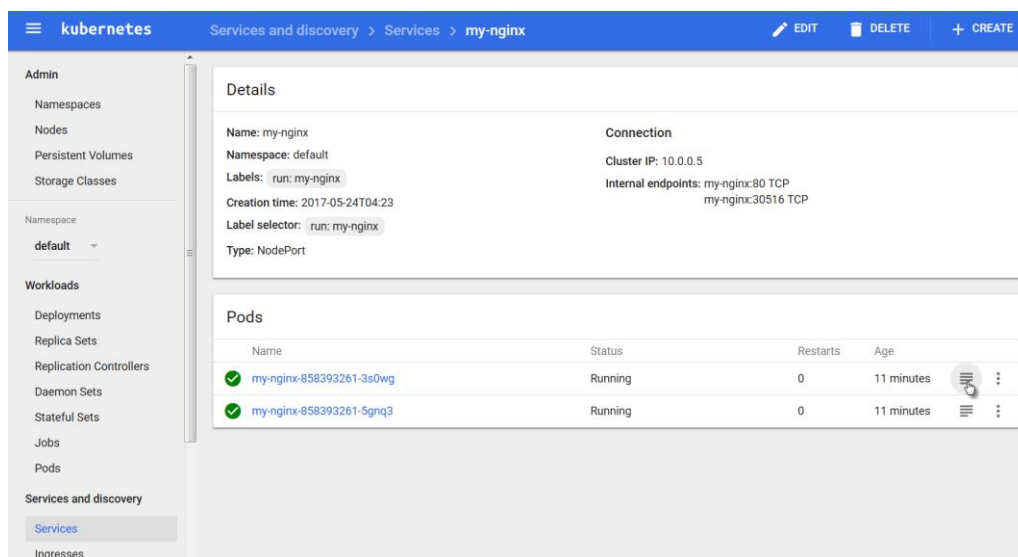 kubernetes
Services and discovery > Services > my-nginx
EDIT
DELETE
+ CREATE
Admin
Namespaces
Nodes
Persistent Volumes
Storage Classes
Namespace
default
Workloads
Deployments
Replica Sets
Replication Controllers
Daemon Sets
Stateful Sets
Jobs
Pods
Services and discovery
Services
Ingresses
Details
Name: my-nginx
Namespace: default
Labels: run: my-nginx
Creation time: 2017-05-24T04:23
Label selector: run: my-nginx
Type: NodePort
Connection
Cluster IP: 10.0.0.5
Internal endpoints: my-nginx:80 TCP
my-nginx:30516 TCP
Pods
Name Status Restarts Age
my-nginx-858393261-3s0wg Running 0 11 minutes
my-nginx-858393261-5gnq3 Running 0 11 minutes